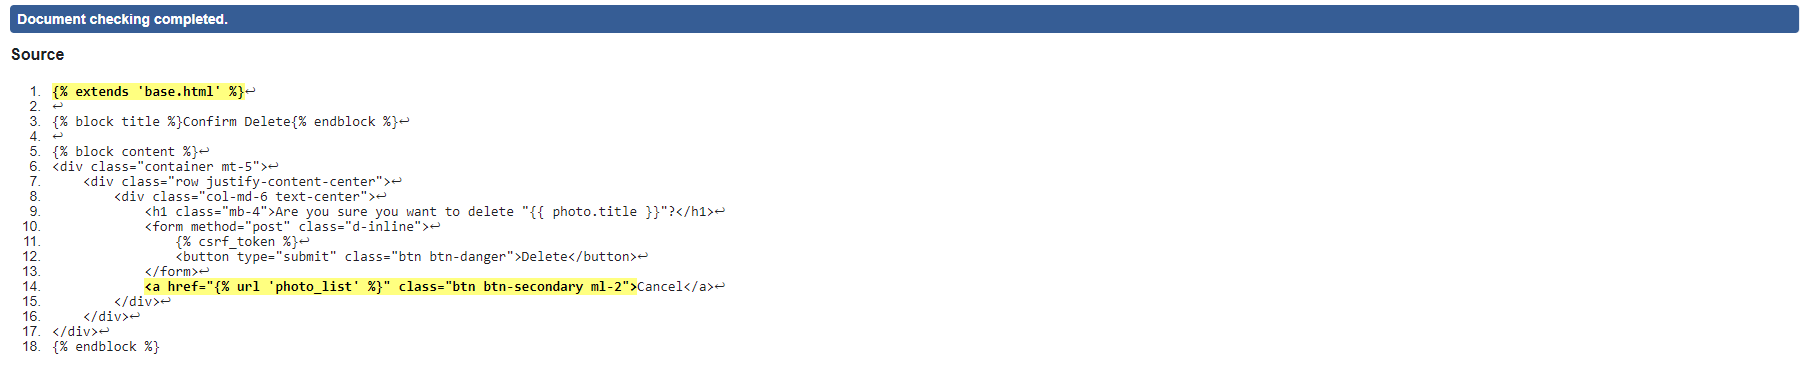 Document checking completed.
Source
1. {% extends 'base.html' %}↩
2. ↩
3. {% block title %}Confirm Delete{% endblock %}↩
4. ↩
5. {% block content %}↩
6. <div class="container mt-5">↩
7.     <div class="row justify-content-center">↩
8.         <div class="col-md-6 text-center">↩
9.             <h1 class="mb-4">Are you sure you want to delete "{{ photo.title }}"?</h1>↩
10.             <form method="post" class="d-inline">↩
11.                 {% csrf_token %}↩
12.                 <button type="submit" class="btn btn-danger">Delete</button>↩
13.             </form>↩
14.             <a href="{% url 'photo_list' %}" class="btn btn-secondary ml-2">Cancel</a>↩
15.         </div>↩
16.     </div>↩
17. </div>↩
18. {% endblock %}